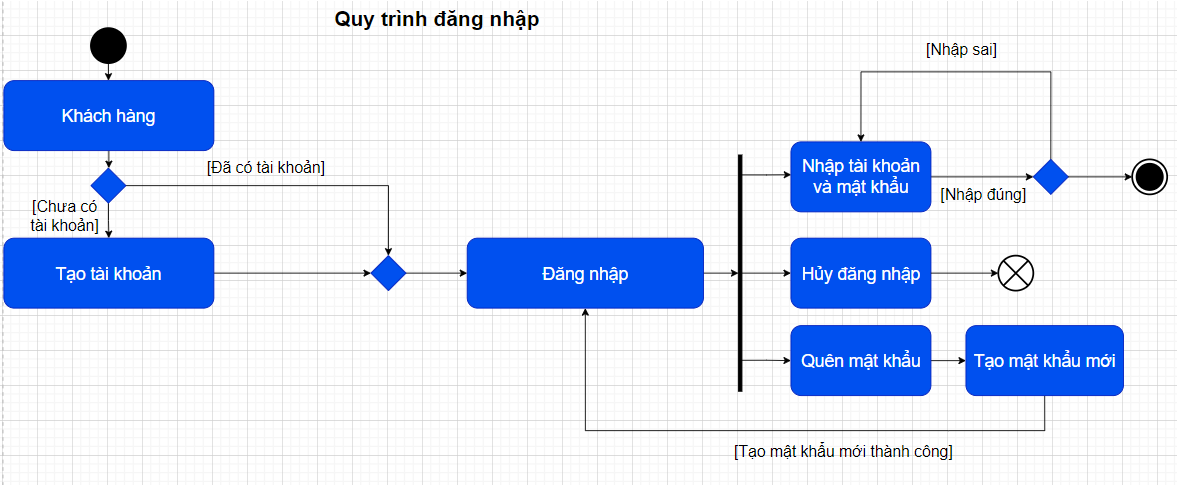 Quy trình đăng nhập
[Nhập sai]
Khách hàng
[Đã có tài khoản]
Nhập tài khoản
và mật khẩu
[Nhập đúng]
[Chưa có
tài khoản]
Tạo tài khoản
Đăng nhập
Hủy đăng nhập
Quên mật khẩu
Tạo mật khẩu mới
[Tạo mật khẩu mới thành công]